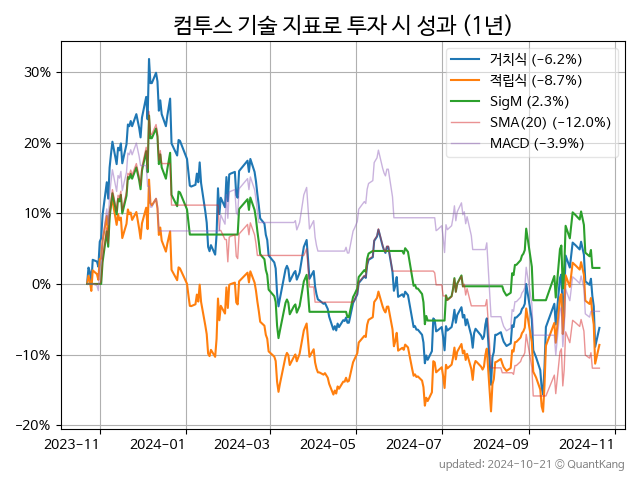 컴투스 기술 지표로 투자 시 성과 (1년)
거치식 (−6.2%)
적립식 (−8.7%)
SigM (2.3%)
SMA(20) (−12.0%)
MACD (−3.9%)
30%
20%
10%
0%
−10%
−20%
2023-11 2024-01 2024-03 2024-05 2024-07 2024-09 2024-11
updated: 2024-10-21 © QuantKang